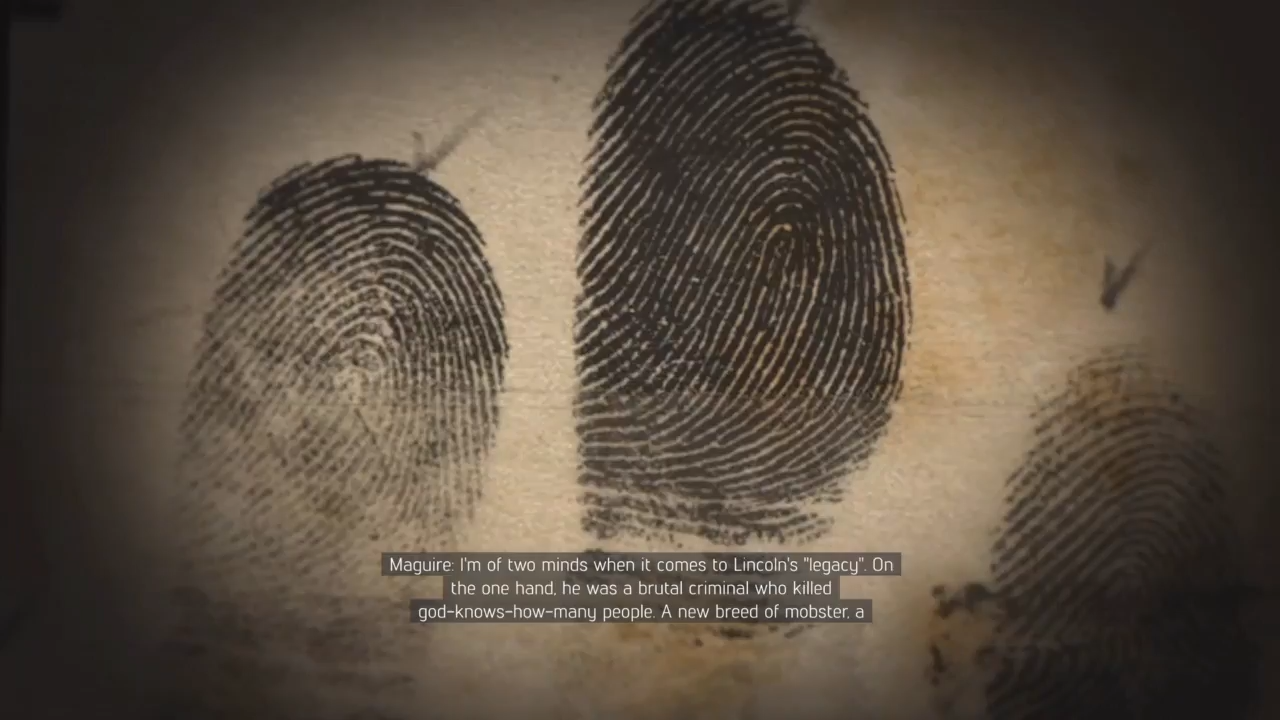 Maguire: I'm of two minds when it comes to Lincoln's "legacy". On
the one hand, he was a brutal criminal who killed
god-knows-how-many people. A new breed of mobster, a